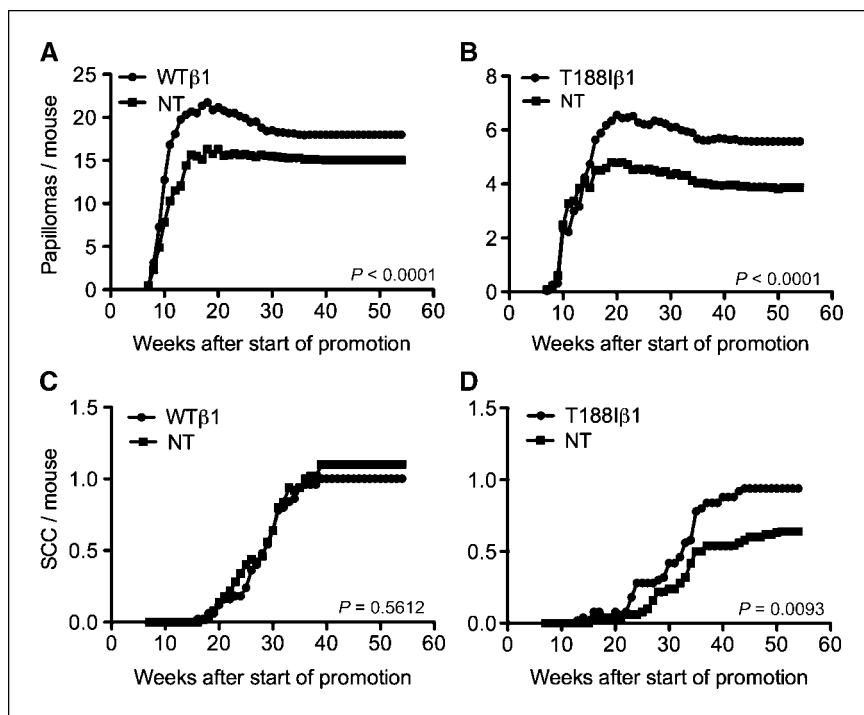 A
WTβ1
NT
25
20
15
10
5
0
Papillomas / mouse
P < 0.0001
0 10 20 30 40 50 60
Weeks after start of promotion
B
T188Iβ1
NT
8
6
4
2
0
P < 0.0001
0 10 20 30 40 50 60
Weeks after start of promotion
C
WTβ1
NT
1.5
1.0
0.5
0.0
SCC / mouse
P = 0.5612
0 10 20 30 40 50 60
Weeks after start of promotion
D
T188Iβ1
NT
1.5
1.0
0.5
0.0
P = 0.0093
0 10 20 30 40 50 60
Weeks after start of promotion